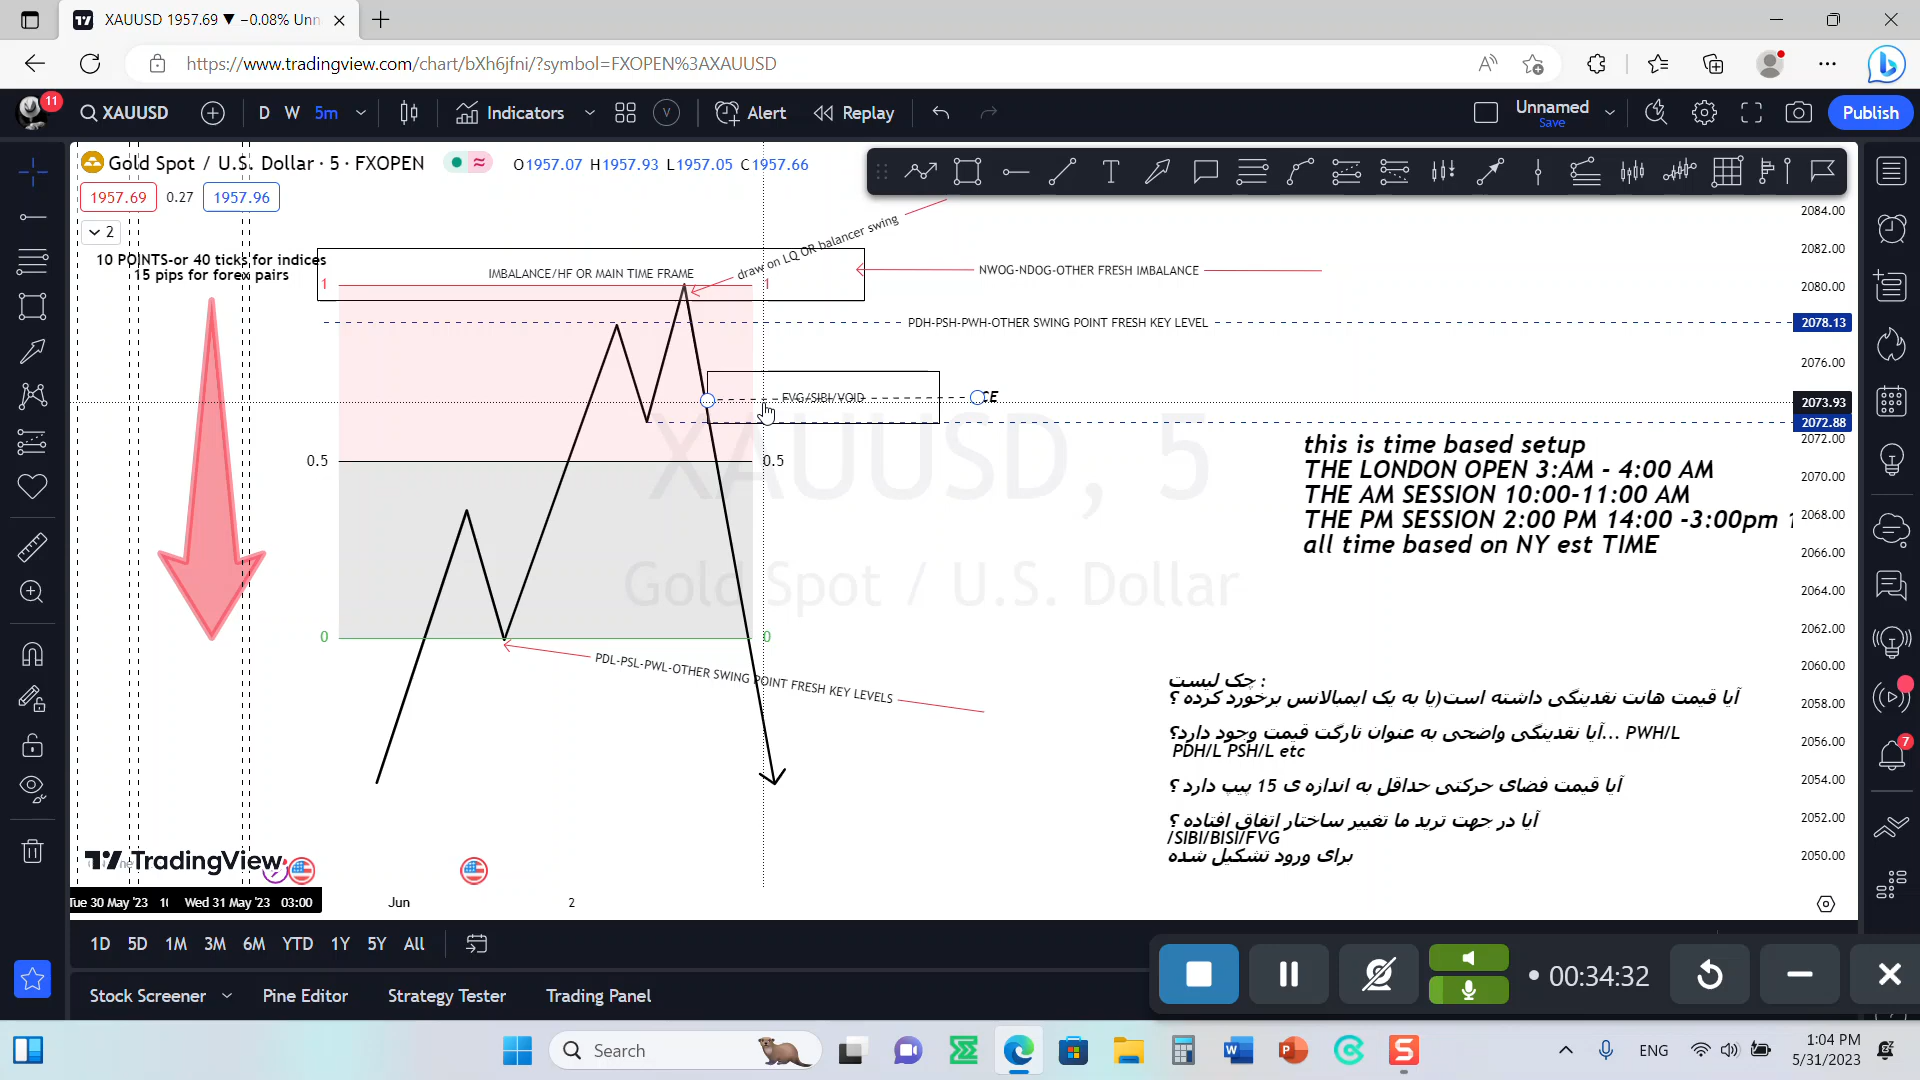 XAUUSD 1957.69 ▼ −0.08% Unn
https://www.tradingview.com/chart/bXh6jfni/?symbol=FXOPEN%3AXAUUSD
11
XAUUSD
D W 5m
Indicators
V
Alert
Replay
Unnamed
Save
Publish
Gold Spot / U.S. Dollar · 5 · FXOPEN
O1957.07 H1957.93 L1957.05 C1957.66
1957.69 0.27 1957.96
2
10 POINTS-or 40 ticks for indices
15 pips for forex pairs
IMBALANCE/HF OR MAIN TIME FRAME
draw on LQ OR balancer swing
NWOG-NDOG-OTHER FRESH IMBALANCE
1 1
PDH-PSH-PWH-OTHER SWING POINT FRESH KEY LEVEL
FVG/SIBI/VOID
CE
0.5 0.5
0 0
PDL-PSL-PWL-OTHER SWING POINT FRESH KEY LEVELS
XAUUSD, 5
Gold Spot / U.S. Dollar
this is time based setup
THE LONDON OPEN 3:AM - 4:00 AM
THE AM SESSION 10:00-11:00 AM
THE PM SESSION 2:00 PM 14:00 -3:00pm 1
all time based on NY est TIME
چک لیست :
آیا قیمت هانت نقدینگی داشته است(یا به یک ایمبالانس برخورد کرده ؟
آیا نقدینگی واضحی به عنوان تارگت قیمت وجود دارد؟... PWH/L
PDH/L PSH/L etc
آیا قیمت فضای حرکتی حداقل به اندازه ی 15 پیپ دارد ؟
آیا در جهت ترید ما تغییر ساختار اتفاق افتاده ؟
/SIBI/BISI/FVG
برای ورود تشکیل شده
2084.00
2082.00
2080.00
2078.13
2076.00
2073.93
2072.88
2072.00
2070.00
2068.00
2066.00
2064.00
2062.00
2060.00
2058.00
2056.00
2054.00
2052.00
2050.00
7
TradingView
Tue 30 May '23 Wed 31 May '23 03:00
Jun 2
1D 5D 1M 3M 6M YTD 1Y 5Y All
Stock Screener
Pine Editor
Strategy Tester
Trading Panel
00:34:32
Search
ENG
1:04 PM
5/31/2023